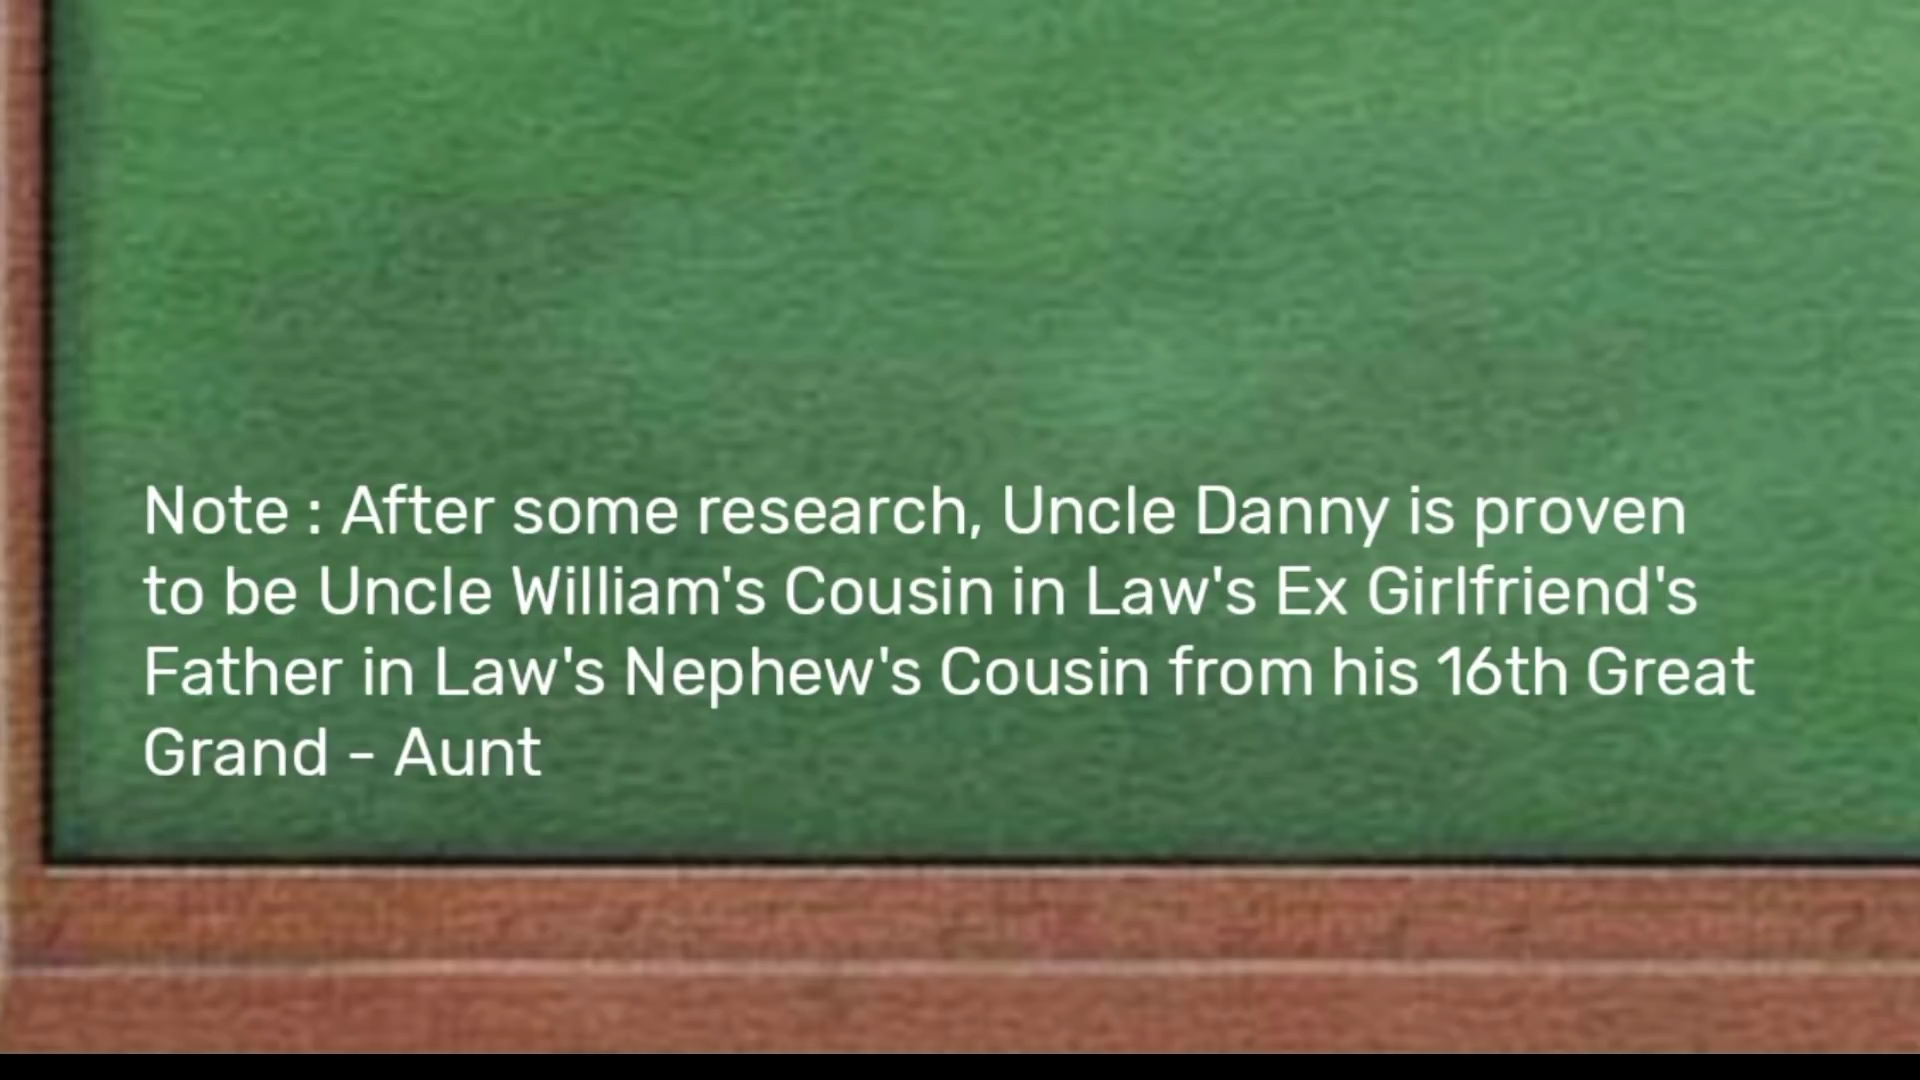 Note : After some research, Uncle Danny is proven
to be Uncle William's Cousin in Law's Ex Girlfriend's
Father in Law's Nephew's Cousin from his 16th Great
Grand - Aunt